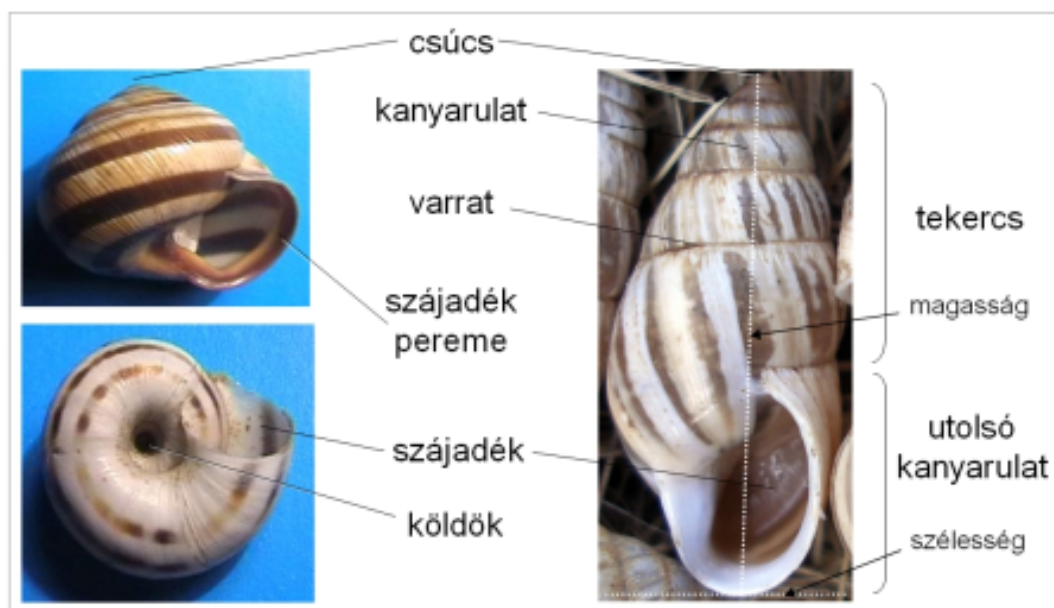 csúcs
kanyarulat
varrat
tekercs
magasság
szájadék
pereme
utolsó
kanyarulat
szájadék
köldök
szélesség